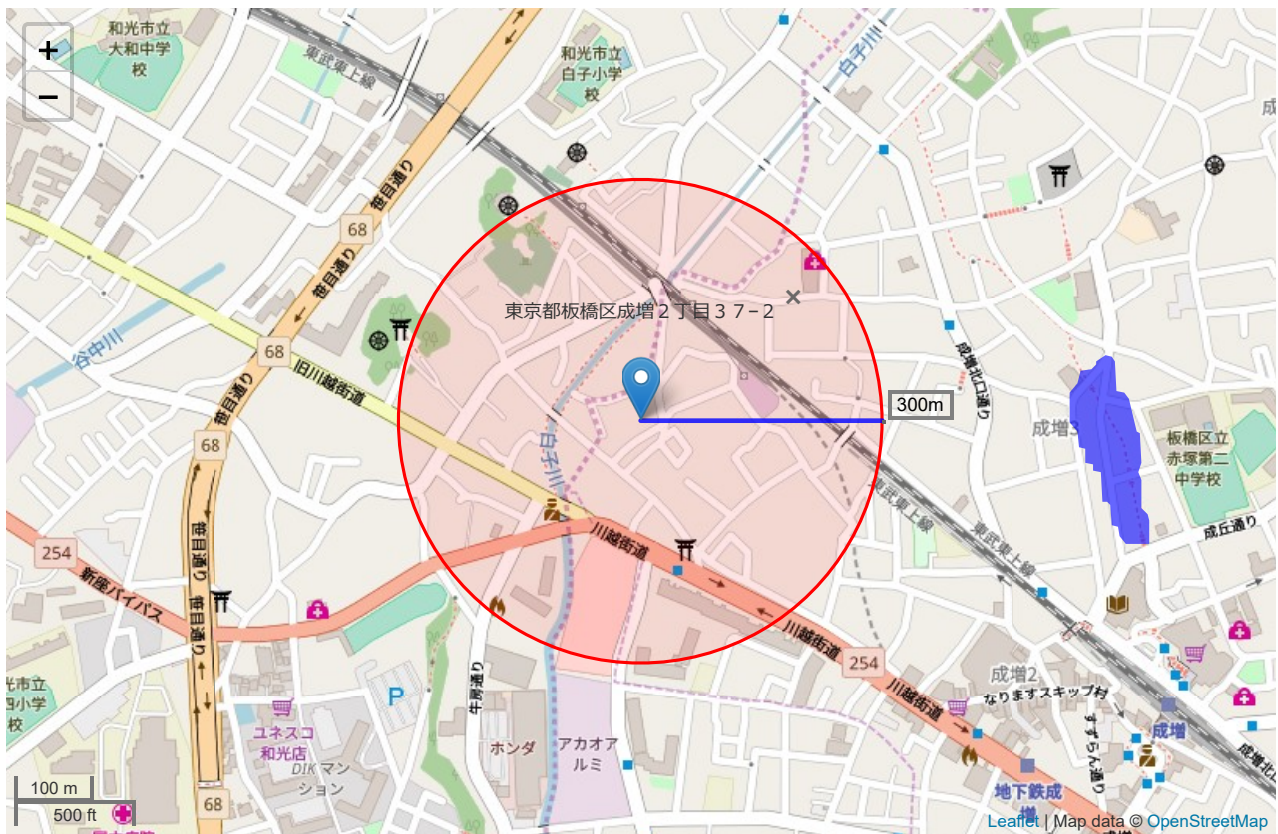 +
−
和光市立
大和中学
校
東武東上線
和光市立
白子小学
校
白子川
笹目通り
68
笹目通り
68
谷中川
旧川越街道
笹目通り
68
東京都板橋区成増２丁目３７−２
300m
成増北口通り
成増3
板橋区立
赤塚第二
中学校
成丘通り
白子川
東武東上線
東武東上線
川越街道
254
新座バイパス
笹目通り
笹目通り
川越街道
254
川越街道
牛房通り
成増2
なりますスキップ村
すずらん通り
成増
P
ユネスコ
和光店
DIK マン
ション
ホンダ
アカオア
ルミ
地下鉄成
増
68
100 m
500 ft
Leaflet | Map data © OpenStreetMap